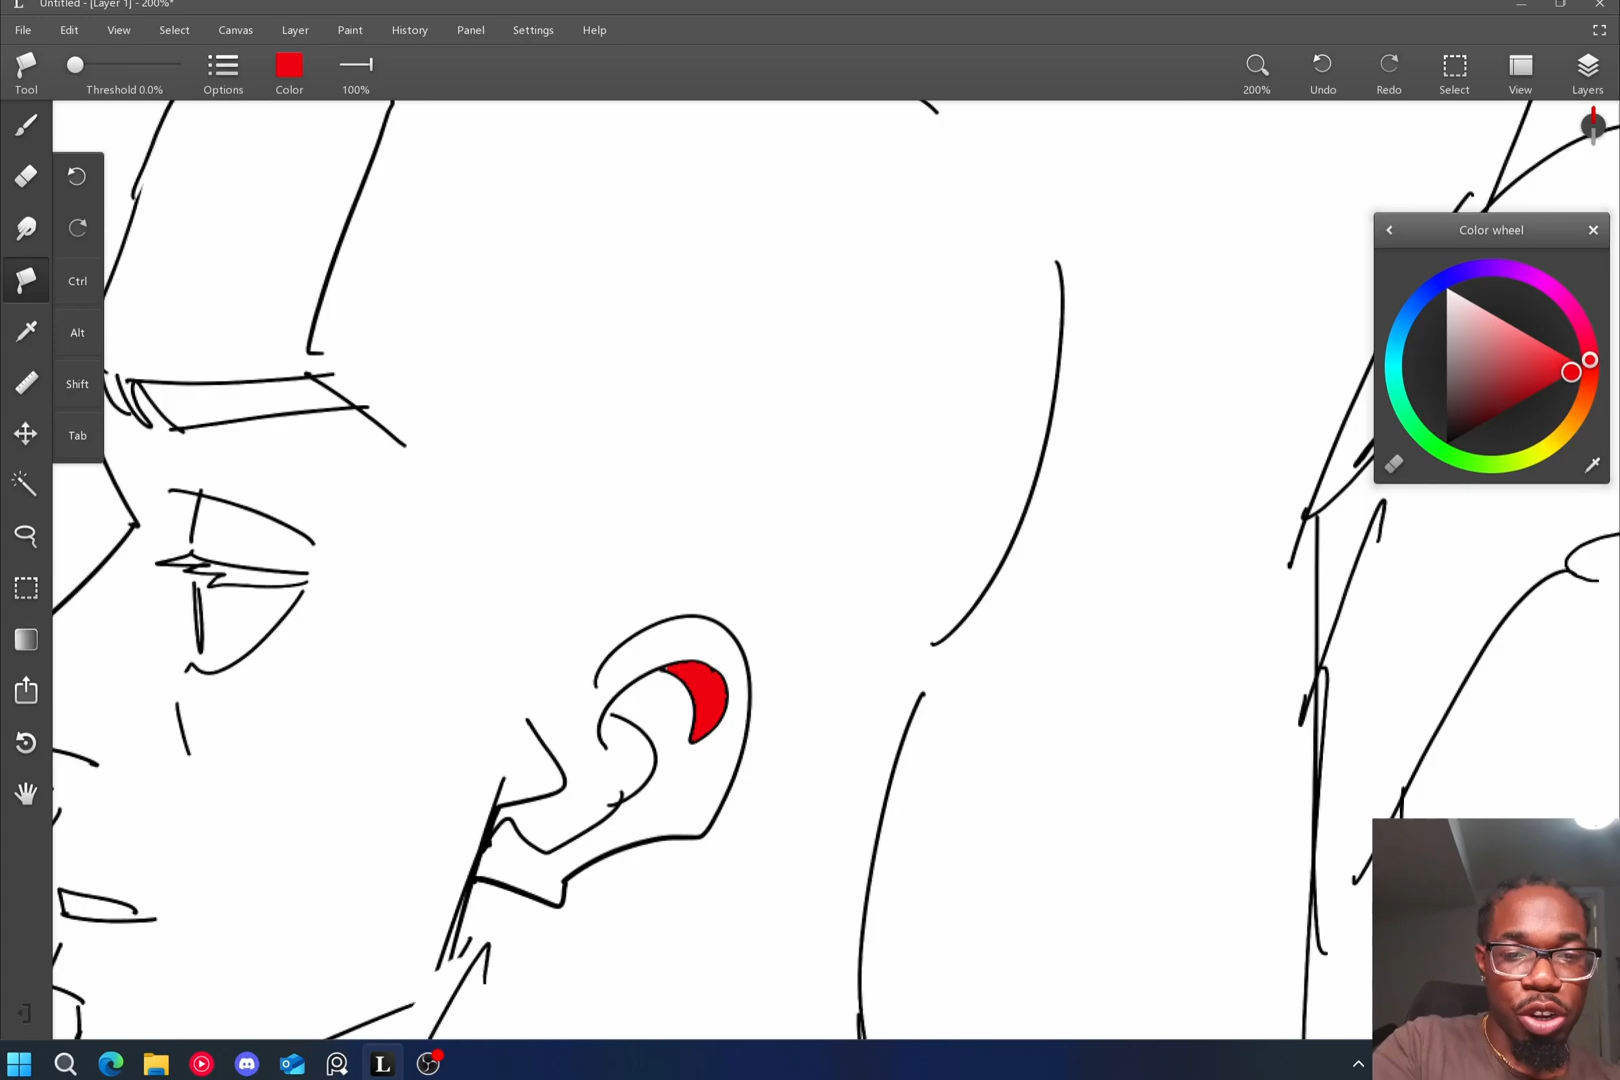 L Untitled - [Layer 1] - 200%*
File Edit View Select Canvas Layer Paint History Panel Settings Help
Tool Threshold 0.0% Options Color 100% 200% Undo Redo Select View Layers
Color wheel
Ctrl
Alt
Shift
Tab
L